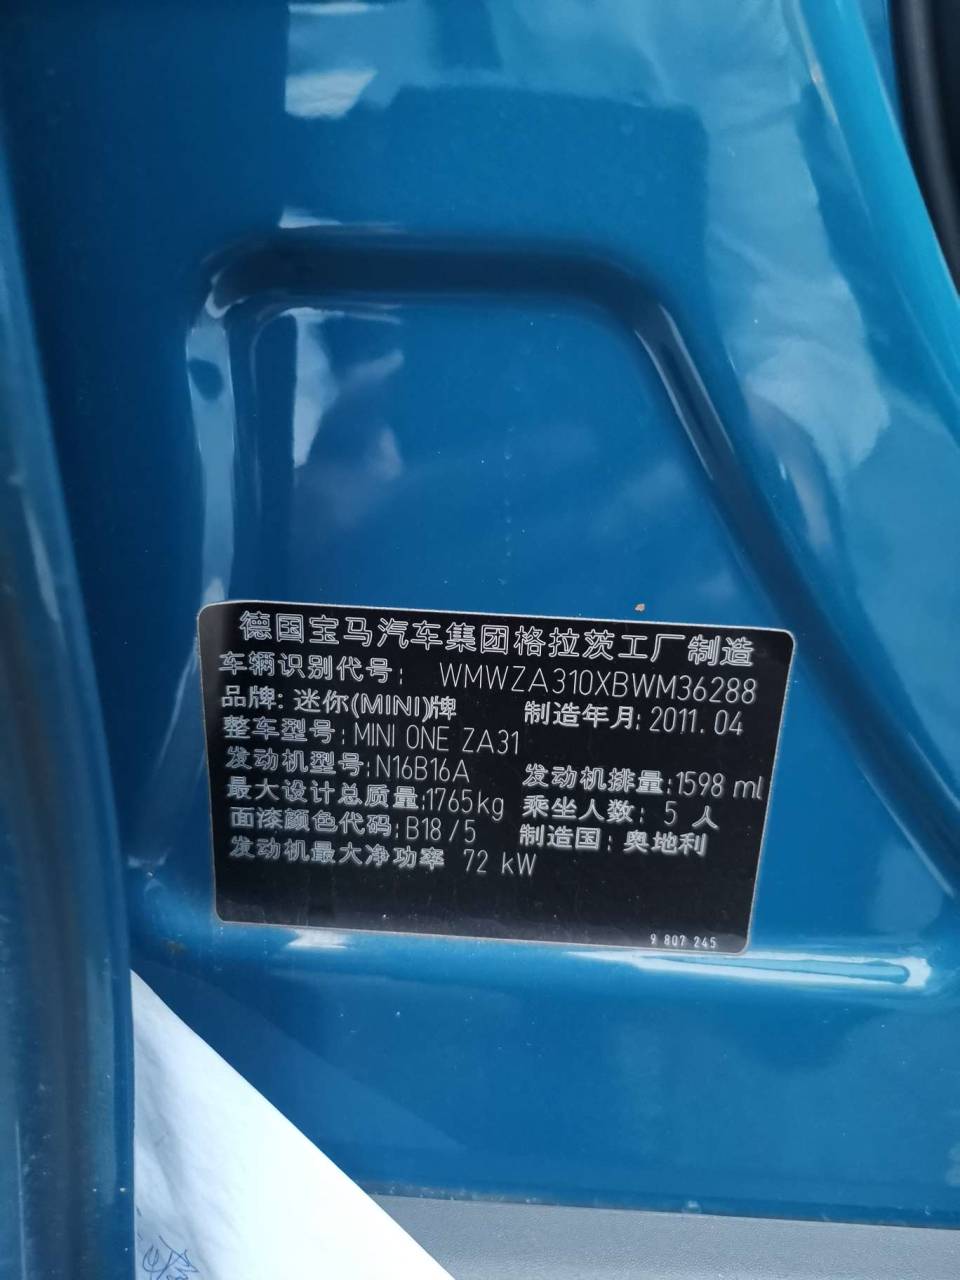 德国宝马汽车集团格拉茨工厂制造
车辆识别代号: WMWZA310XBWM36288
品牌: 迷你(MINI)牌 制造年月: 2011.04
整车型号: MINI ONE ZA31
发动机型号: N16B16A 发动机排量: 1598 ml
最大设计总质量: 1765kg 乘坐人数: 5 人
面漆颜色代码: B18/5 制造国: 奥地利
发动机最大净功率 72 kW
9 807 245